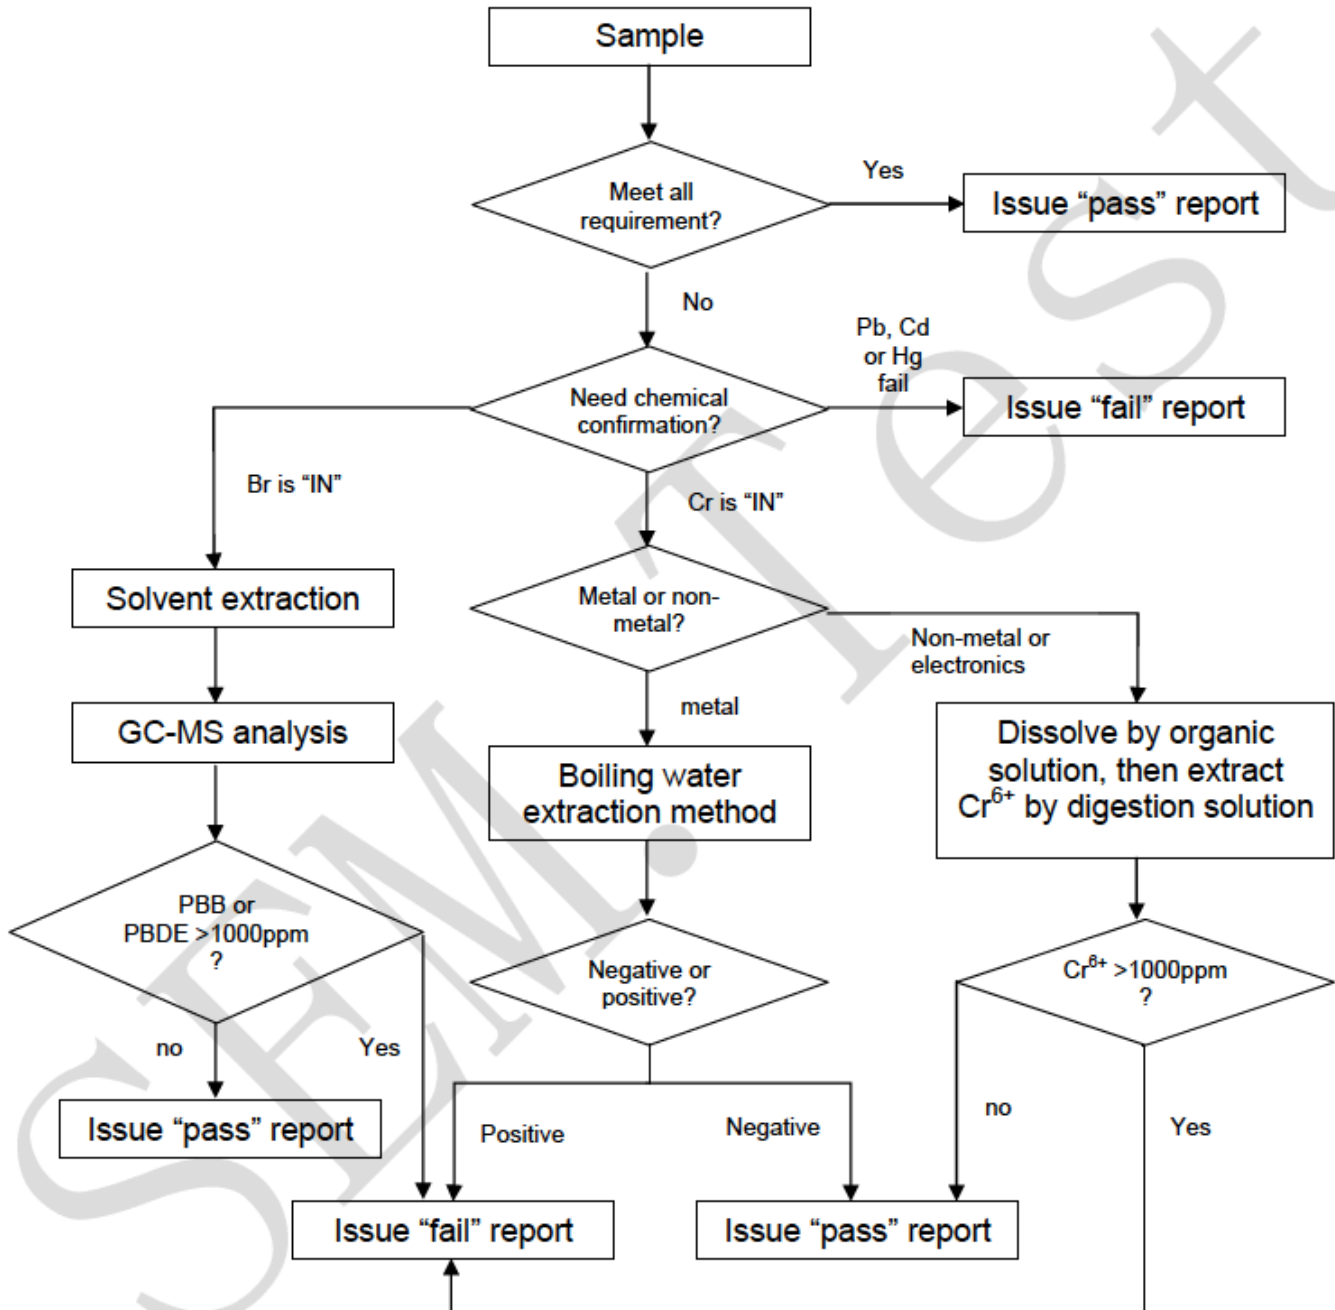 Sample
Meet all
requirement?
Yes
Issue “pass” report
No
Pb, Cd
or Hg
fail
Need chemical
confirmation?
Issue “fail” report
Br is “IN”
Cr is “IN”
Solvent extraction
Metal or non-
metal?
Non-metal or
electronics
GC-MS analysis
metal
Boiling water
extraction method
Dissolve by organic
solution, then extract
Cr⁶⁺ by digestion solution
PBB or
PBDE >1000ppm
?
Negative or
positive?
Cr⁶⁺ >1000ppm
?
no
Yes
Issue “pass” report
Positive
Negative
no
Yes
Issue “fail” report
Issue “pass” report
SEM.Test